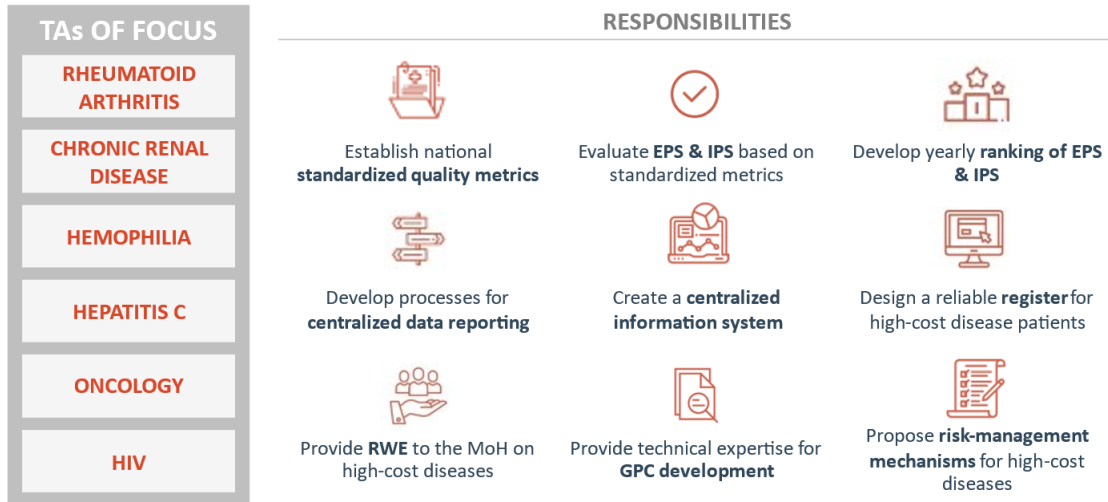 TAs OF FOCUS
RHEUMATOID
ARTHRITIS
CHRONIC RENAL
DISEASE
HEMOPHILIA
HEPATITIS C
ONCOLOGY
HIV
RESPONSIBILITIES
Establish national
standardized quality metrics
Evaluate EPS & IPS based on
standardized metrics
Develop yearly ranking of EPS
& IPS
Develop processes for
centralized data reporting
Create a centralized
information system
Design a reliable register for
high-cost disease patients
Provide RWE to the MoH on
high-cost diseases
Provide technical expertise for
GPC development
Propose risk-management
mechanisms for high-cost
diseases